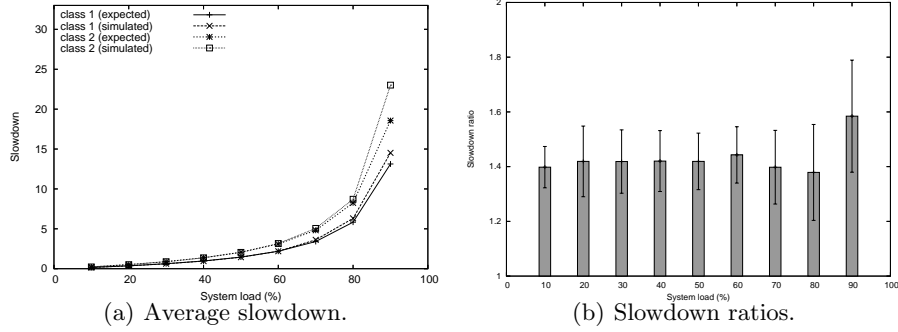 class 1 (expected)
class 1 (simulated)
class 2 (expected)
class 2 (simulated)
30
25
20
15
10
5
0
Slowdown
0 20 40 60 80 100
System load (%)
(a) Average slowdown.
2
1.8
1.6
1.4
1.2
1
Slowdown ratio
0 10 20 30 40 50 60 70 80 90 100
System load (%)
(b) Slowdown ratios.